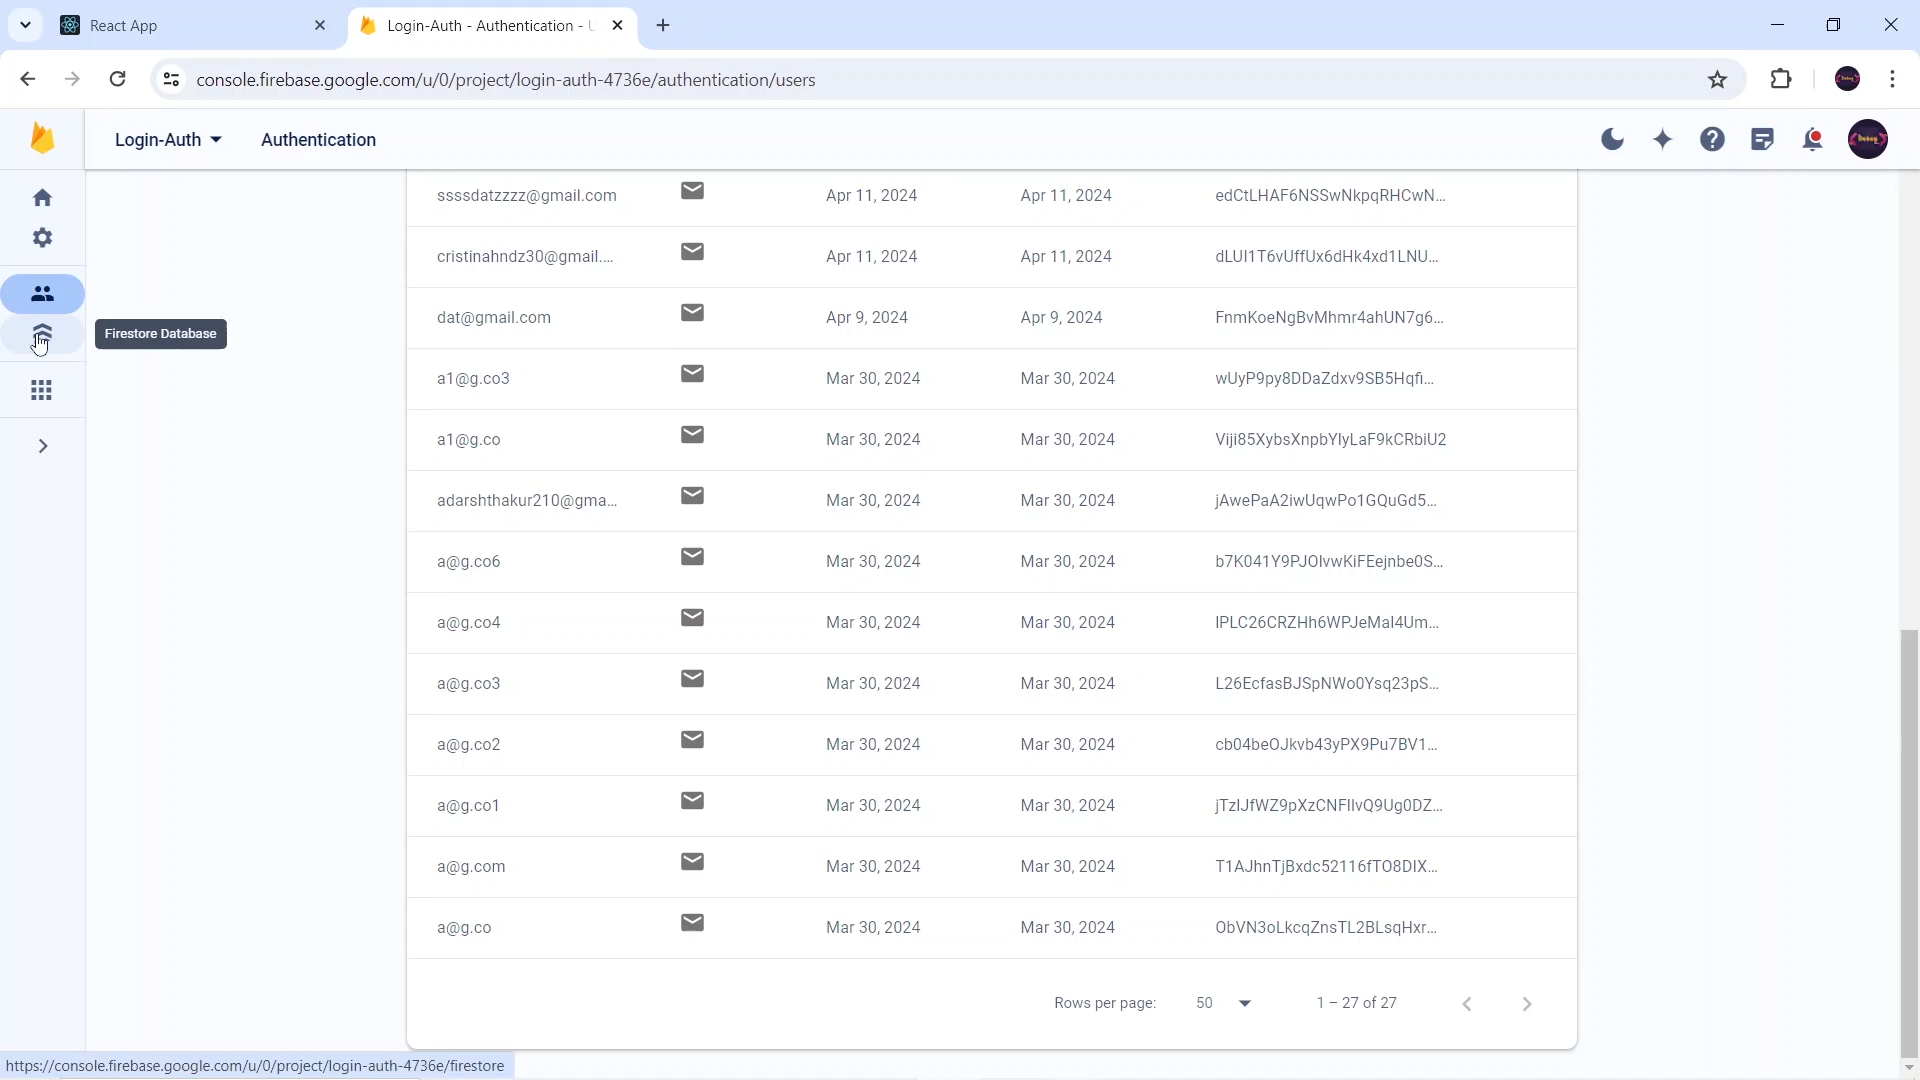 React App
Login-Auth - Authentication - U
console.firebase.google.com/u/0/project/login-auth-4736e/authentication/users
Login-Auth Authentication
ssssdatzzzz@gmail.com Apr 11, 2024 Apr 11, 2024 edCtLHAF6NSSwNkpqRHCwN...
cristinahndz30@gmail.... Apr 11, 2024 Apr 11, 2024 dLUI1T6vUffUx6dHk4xd1LNU...
Firestore Database
dat@gmail.com Apr 9, 2024 Apr 9, 2024 FnmKoeNgBvMhmr4ahUN7g6...
a1@g.co3 Mar 30, 2024 Mar 30, 2024 wUyP9py8DDaZdxv9SB5Hqfi...
a1@g.co Mar 30, 2024 Mar 30, 2024 Viji85XybsXnpbYlyLaF9kCRbiU2
adarshthakur210@gma... Mar 30, 2024 Mar 30, 2024 jAwePaA2iwUqwPo1GQuGd5...
a@g.co6 Mar 30, 2024 Mar 30, 2024 b7K041Y9PJOlvwKiFEejnbe0S...
a@g.co4 Mar 30, 2024 Mar 30, 2024 IPLC26CRZHh6WPJeMal4Um...
a@g.co3 Mar 30, 2024 Mar 30, 2024 L26EcfasBJSpNWo0Ysq23pS...
a@g.co2 Mar 30, 2024 Mar 30, 2024 cb04beOJkvb43yPX9Pu7BV1...
a@g.co1 Mar 30, 2024 Mar 30, 2024 jTzIJfWZ9pXzCNFIlvQ9Ug0DZ...
a@g.com Mar 30, 2024 Mar 30, 2024 T1AJhnTjBxdc52116fTO8DIX...
a@g.co Mar 30, 2024 Mar 30, 2024 ObVN3oLkcqZnsTL2BLsqHxr...
Rows per page: 50 1 – 27 of 27
https://console.firebase.google.com/u/0/project/login-auth-4736e/firestore